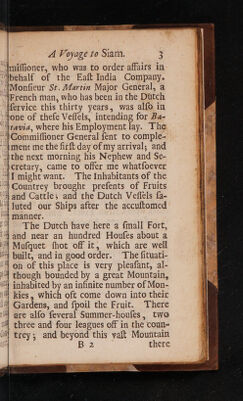 A Voyage to Siam. 3
missioner, who was to order affairs in
behalf of the East India Company.
Monsieur St. Martin Major General, a
French man, who has been in the Dutch
service this thirty years, was also in
one of these Vessels, intending for Ba-
tavia, where his Employment lay. The
Commissioner General sent to comple-
ment me the first day of my arrival; and
the next morning his Nephew and Se-
cretary, came to offer me whatsoever
I might want. The Inhabitants of the
Countrey brought presents of Fruits
and Cattle; and the Dutch Vessels sa-
luted our Ships after the accustomed
manner.
The Dutch have here a small Fort,
and near an hundred Houses about a
Musquet shot off it, which are well
built, and in good order. The situati-
on of this place is very pleasant, al-
though bounded by a great Mountain,
inhabited by an infinite number of Mon-
kies, which oft come down into their
Gardens, and spoil the Fruit. There
are also several Summer-houses, two
three and four leagues off in the coun-
trey; and beyond this vast Mountain
B 2 there